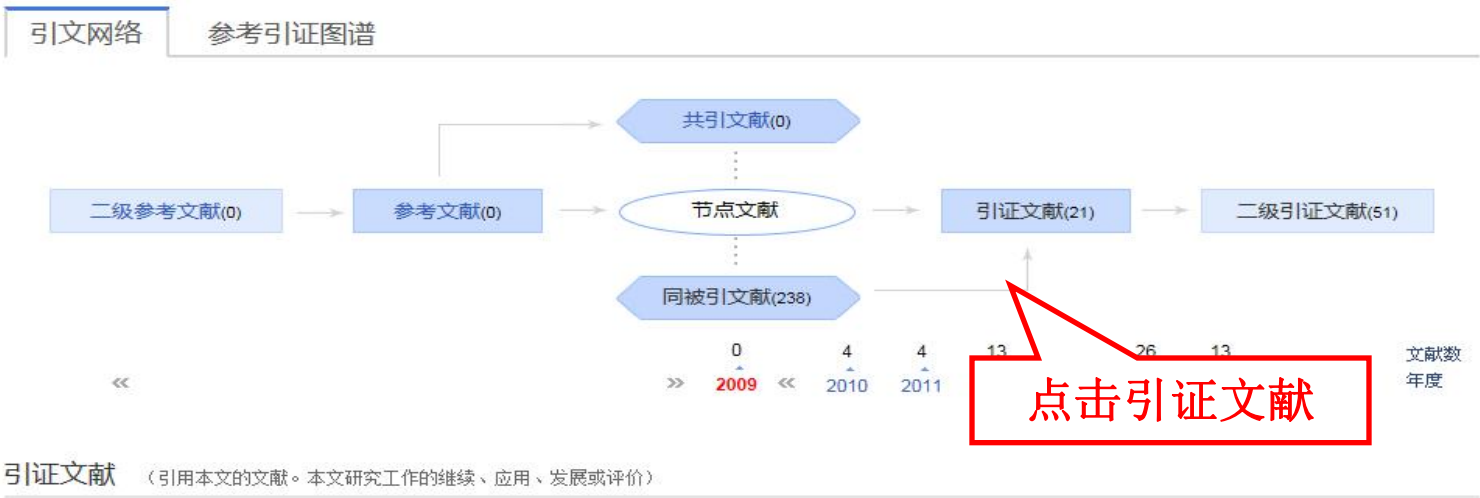 引文网络 参考引证图谱
共引文献(0)
二级参考文献(0) 参考文献(0) 节点文献 引证文献(21) 二级引证文献(51)
同被引文献(238)
0 4 4 13 26 13 文献数
« » 2009 « 2010 2011 年度
点击引证文献
引证文献 (引用本文的文献。本文研究工作的继续、应用、发展或评价)